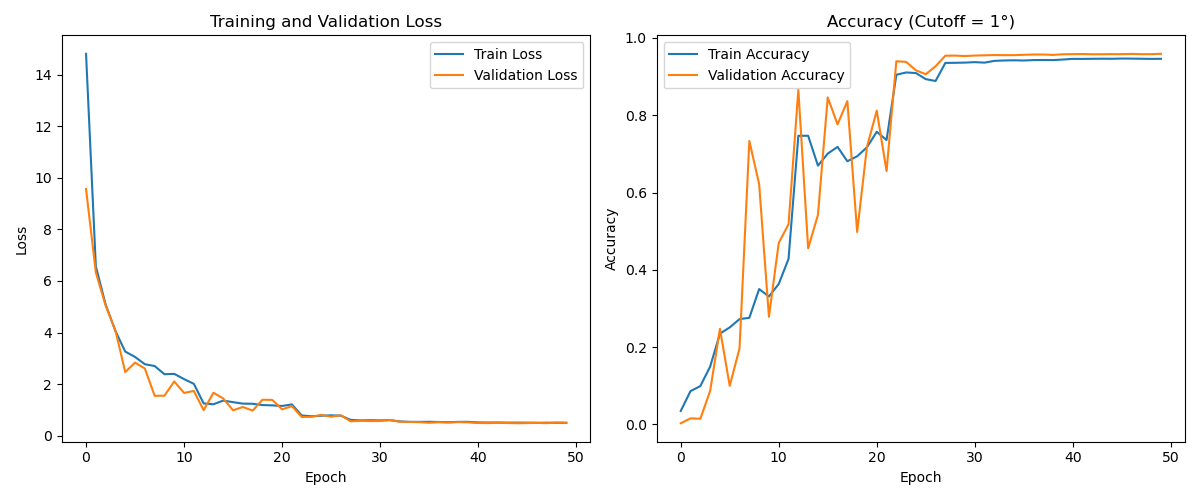 Training and Validation Loss
Train Loss
Validation Loss
14
12
10
8
6
4
2
0
Loss
0 10 20 30 40 50
Epoch
Accuracy (Cutoff = 1°)
Train Accuracy
Validation Accuracy
1.0
0.8
0.6
0.4
0.2
0.0
Accuracy
0 10 20 30 40 50
Epoch